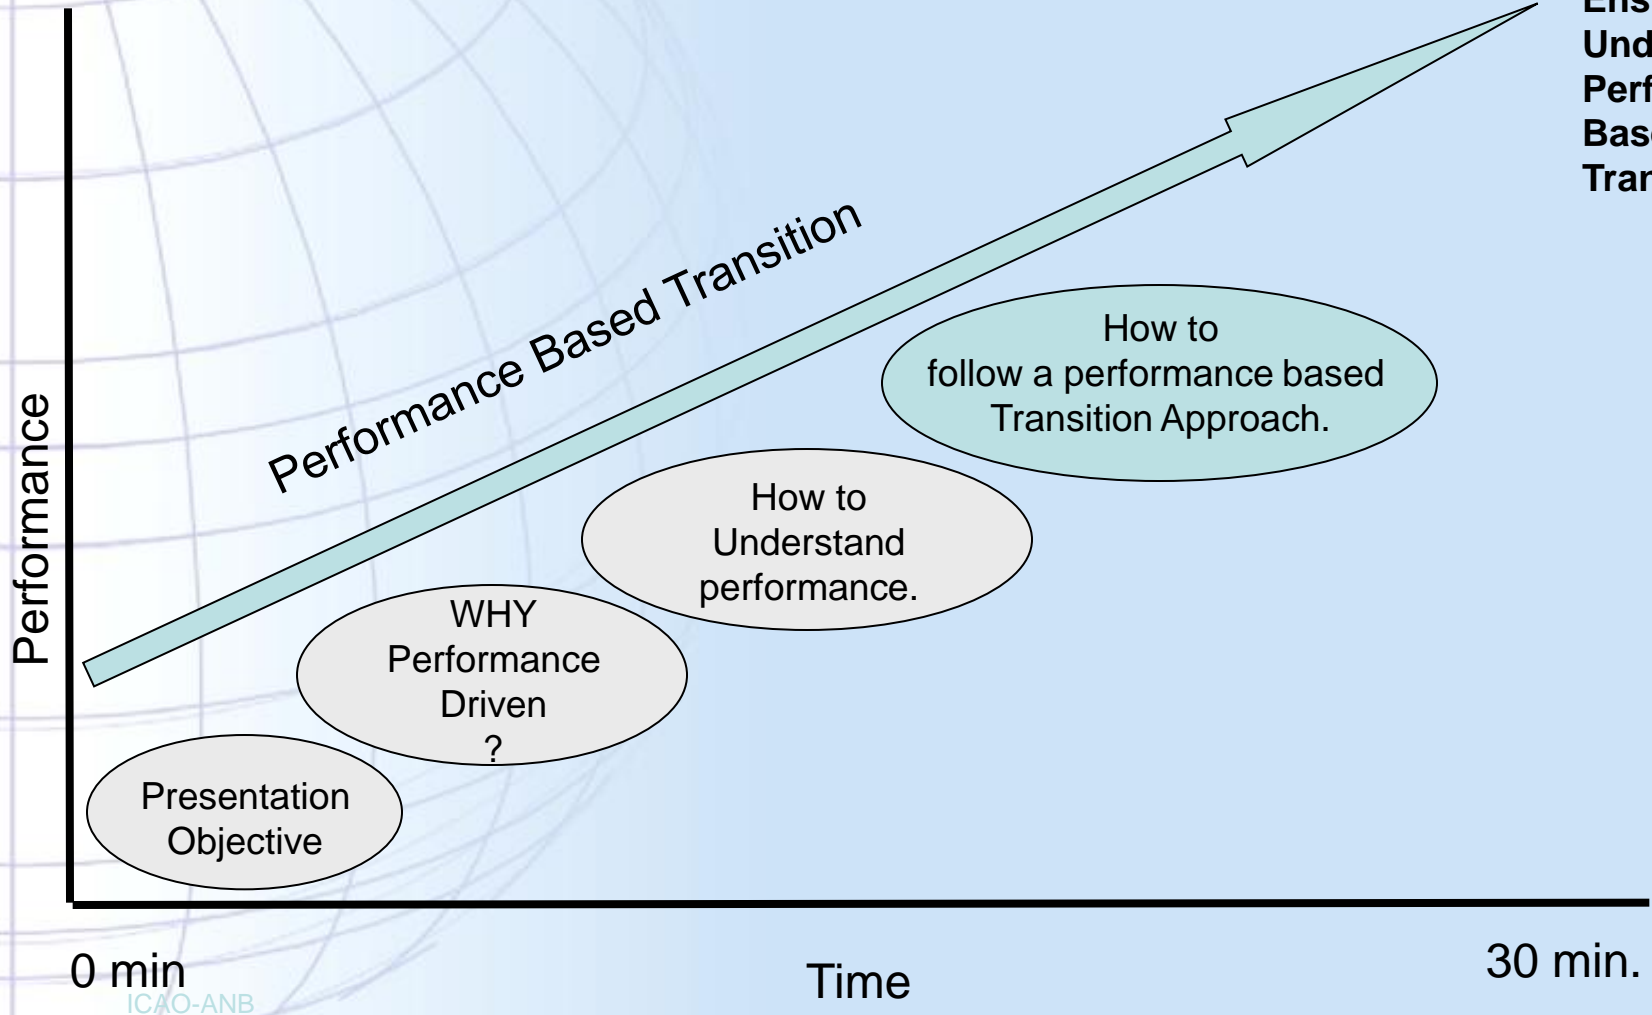 Performance Based Transition
How to
follow a performance based
Transition Approach.
How to
Understand
performance.
WHY
Performance
Driven
?
Presentation
Objective
Performance
0 min
Time
30 min.
ICAO-ANB